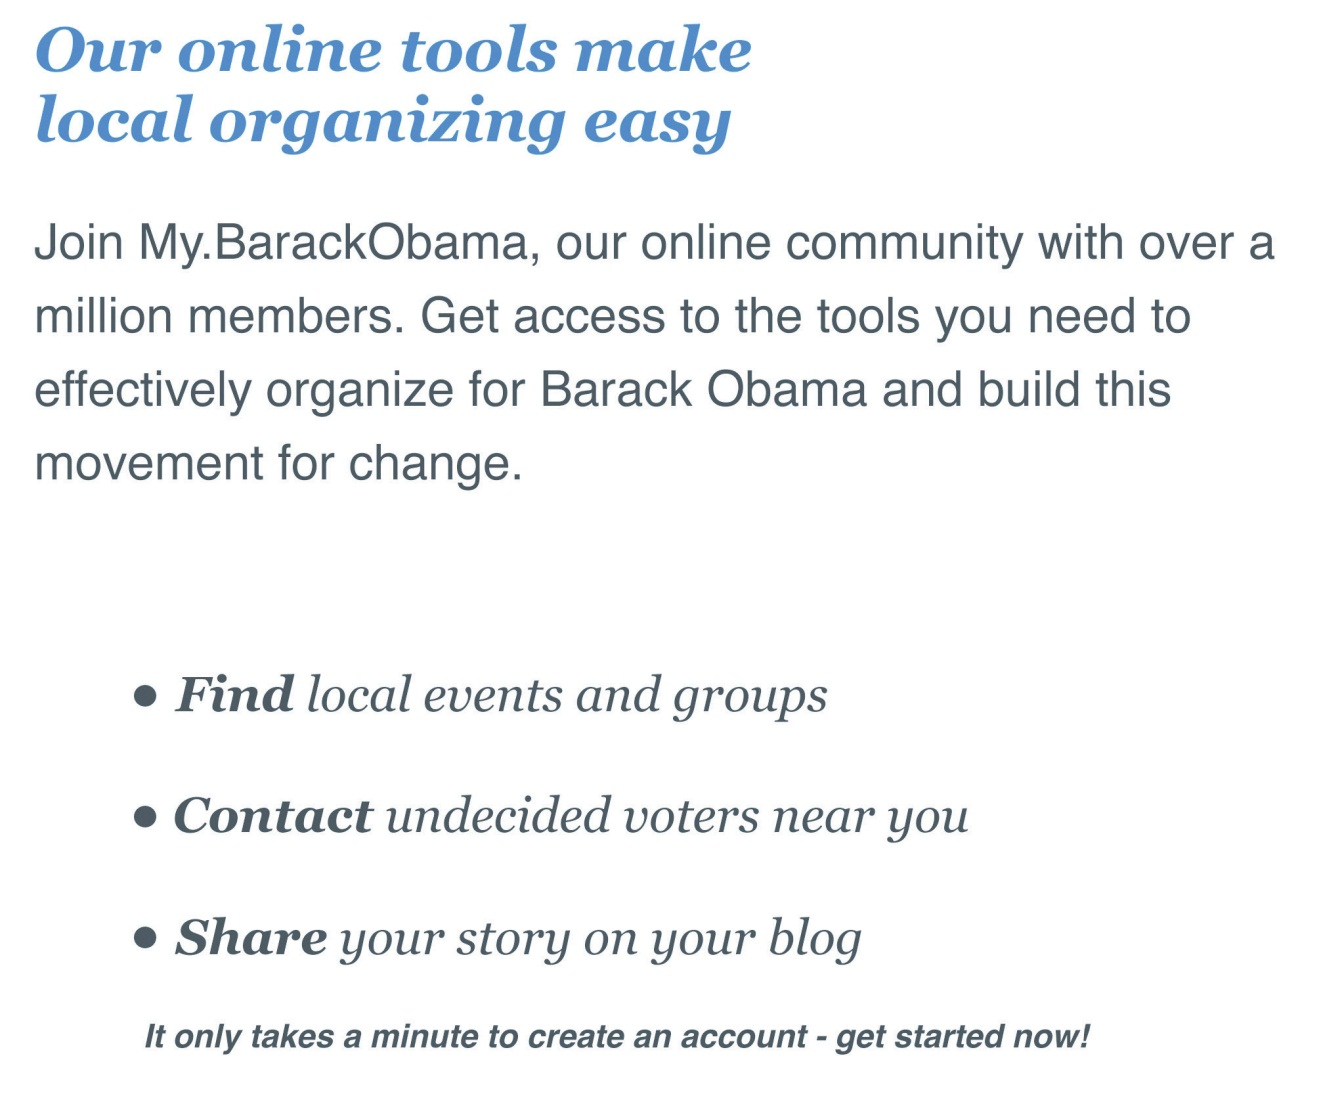 Our online tools make
local organizing easy
Join My.BarackObama, our online community with over a
million members. Get access to the tools you need to
effectively organize for Barack Obama and build this
movement for change.
● Find local events and groups
● Contact undecided voters near you
● Share your story on your blog
It only takes a minute to create an account - get started now!